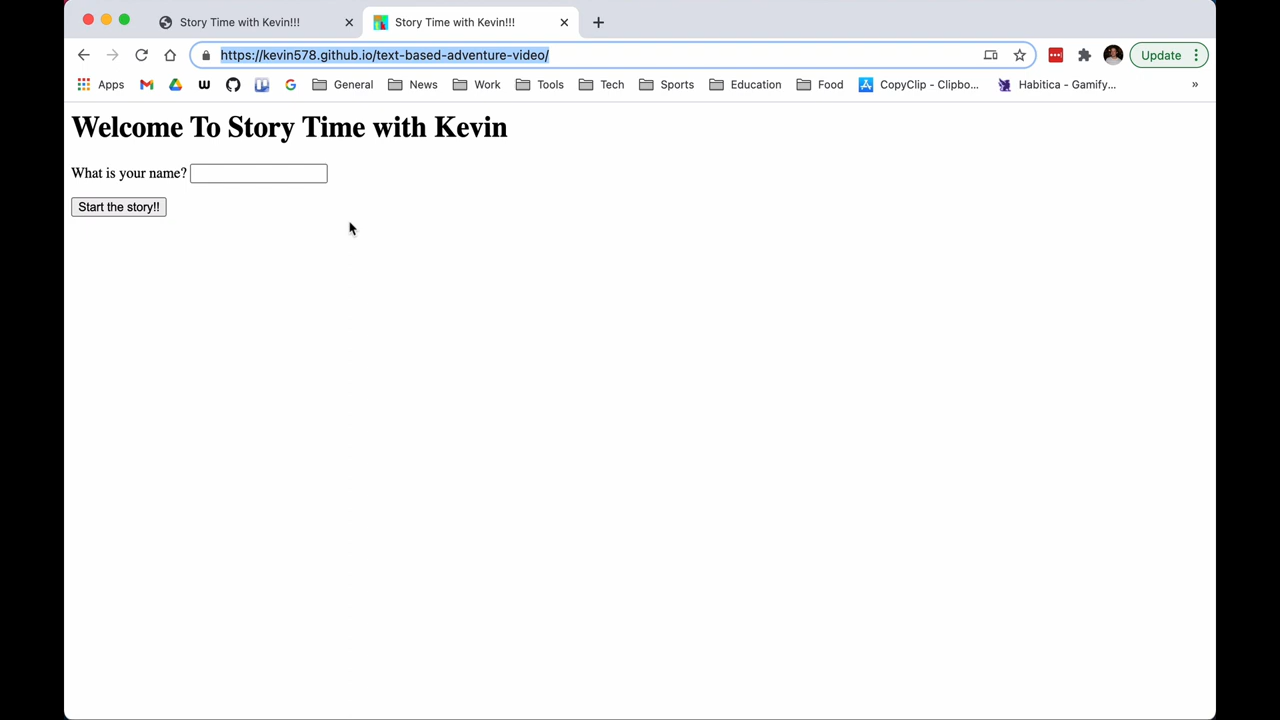 Story Time with Kevin!!!
Story Time with Kevin!!!
https://kevin578.github.io/text-based-adventure-video/
Update
Apps General News Work Tools Tech Sports Education Food CopyClip - Clipbo... Habitica - Gamify... »
Welcome To Story Time with Kevin
What is your name?
Start the story!!